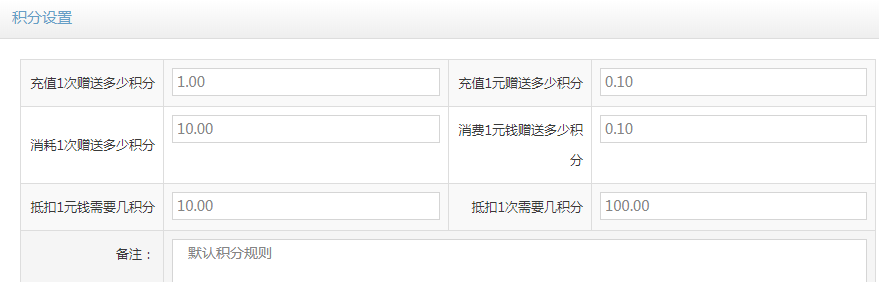 积分设置
充值1次赠送多少积分 1.00 充值1元赠送多少积分 0.10
消耗1次赠送多少积分 10.00 消费1元钱赠送多少积
分 0.10
抵扣1元钱需要几积分 10.00 抵扣1次需要几积分 100.00
备注： 默认积分规则